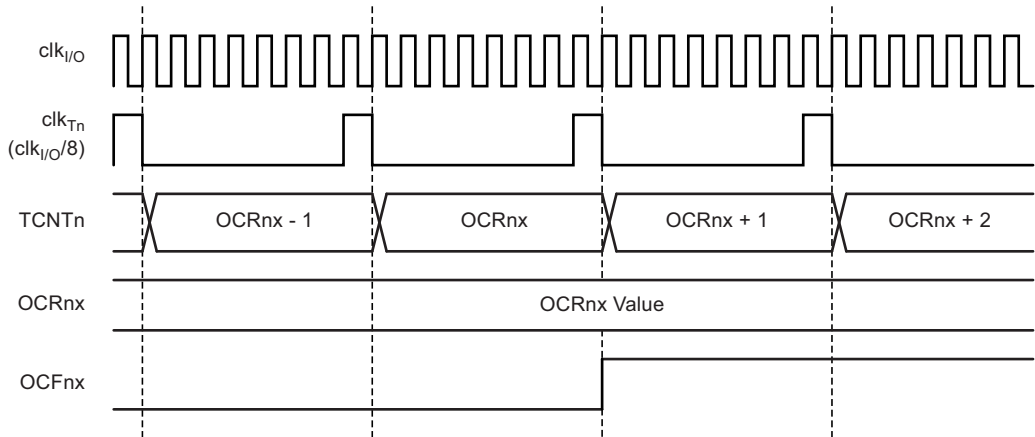 clkI/O
clkTn
(clkI/O/8)
TCNTn
OCRnx - 1
OCRnx
OCRnx + 1
OCRnx + 2
OCRnx
OCRnx Value
OCFnx